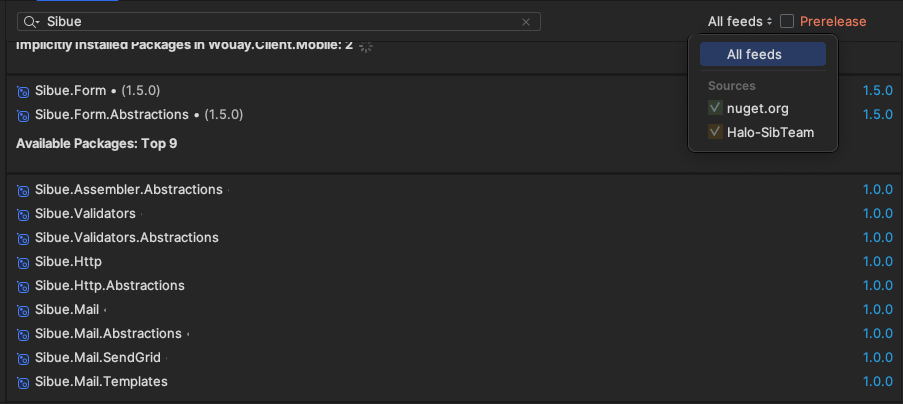 Sibue
All feeds
Prerelease
Implicitly Installed Packages in Wouay.Client.Mobile: 2
All feeds
Sources
nuget.org
Halo-SibTeam
Sibue.Form • (1.5.0) 1.5.0
Sibue.Form.Abstractions • (1.5.0) 1.5.0
Available Packages: Top 9
Sibue.Assembler.Abstractions 1.0.0
Sibue.Validators 1.0.0
Sibue.Validators.Abstractions 1.0.0
Sibue.Http 1.0.0
Sibue.Http.Abstractions 1.0.0
Sibue.Mail 1.0.0
Sibue.Mail.Abstractions 1.0.0
Sibue.Mail.SendGrid 1.0.0
Sibue.Mail.Templates 1.0.0